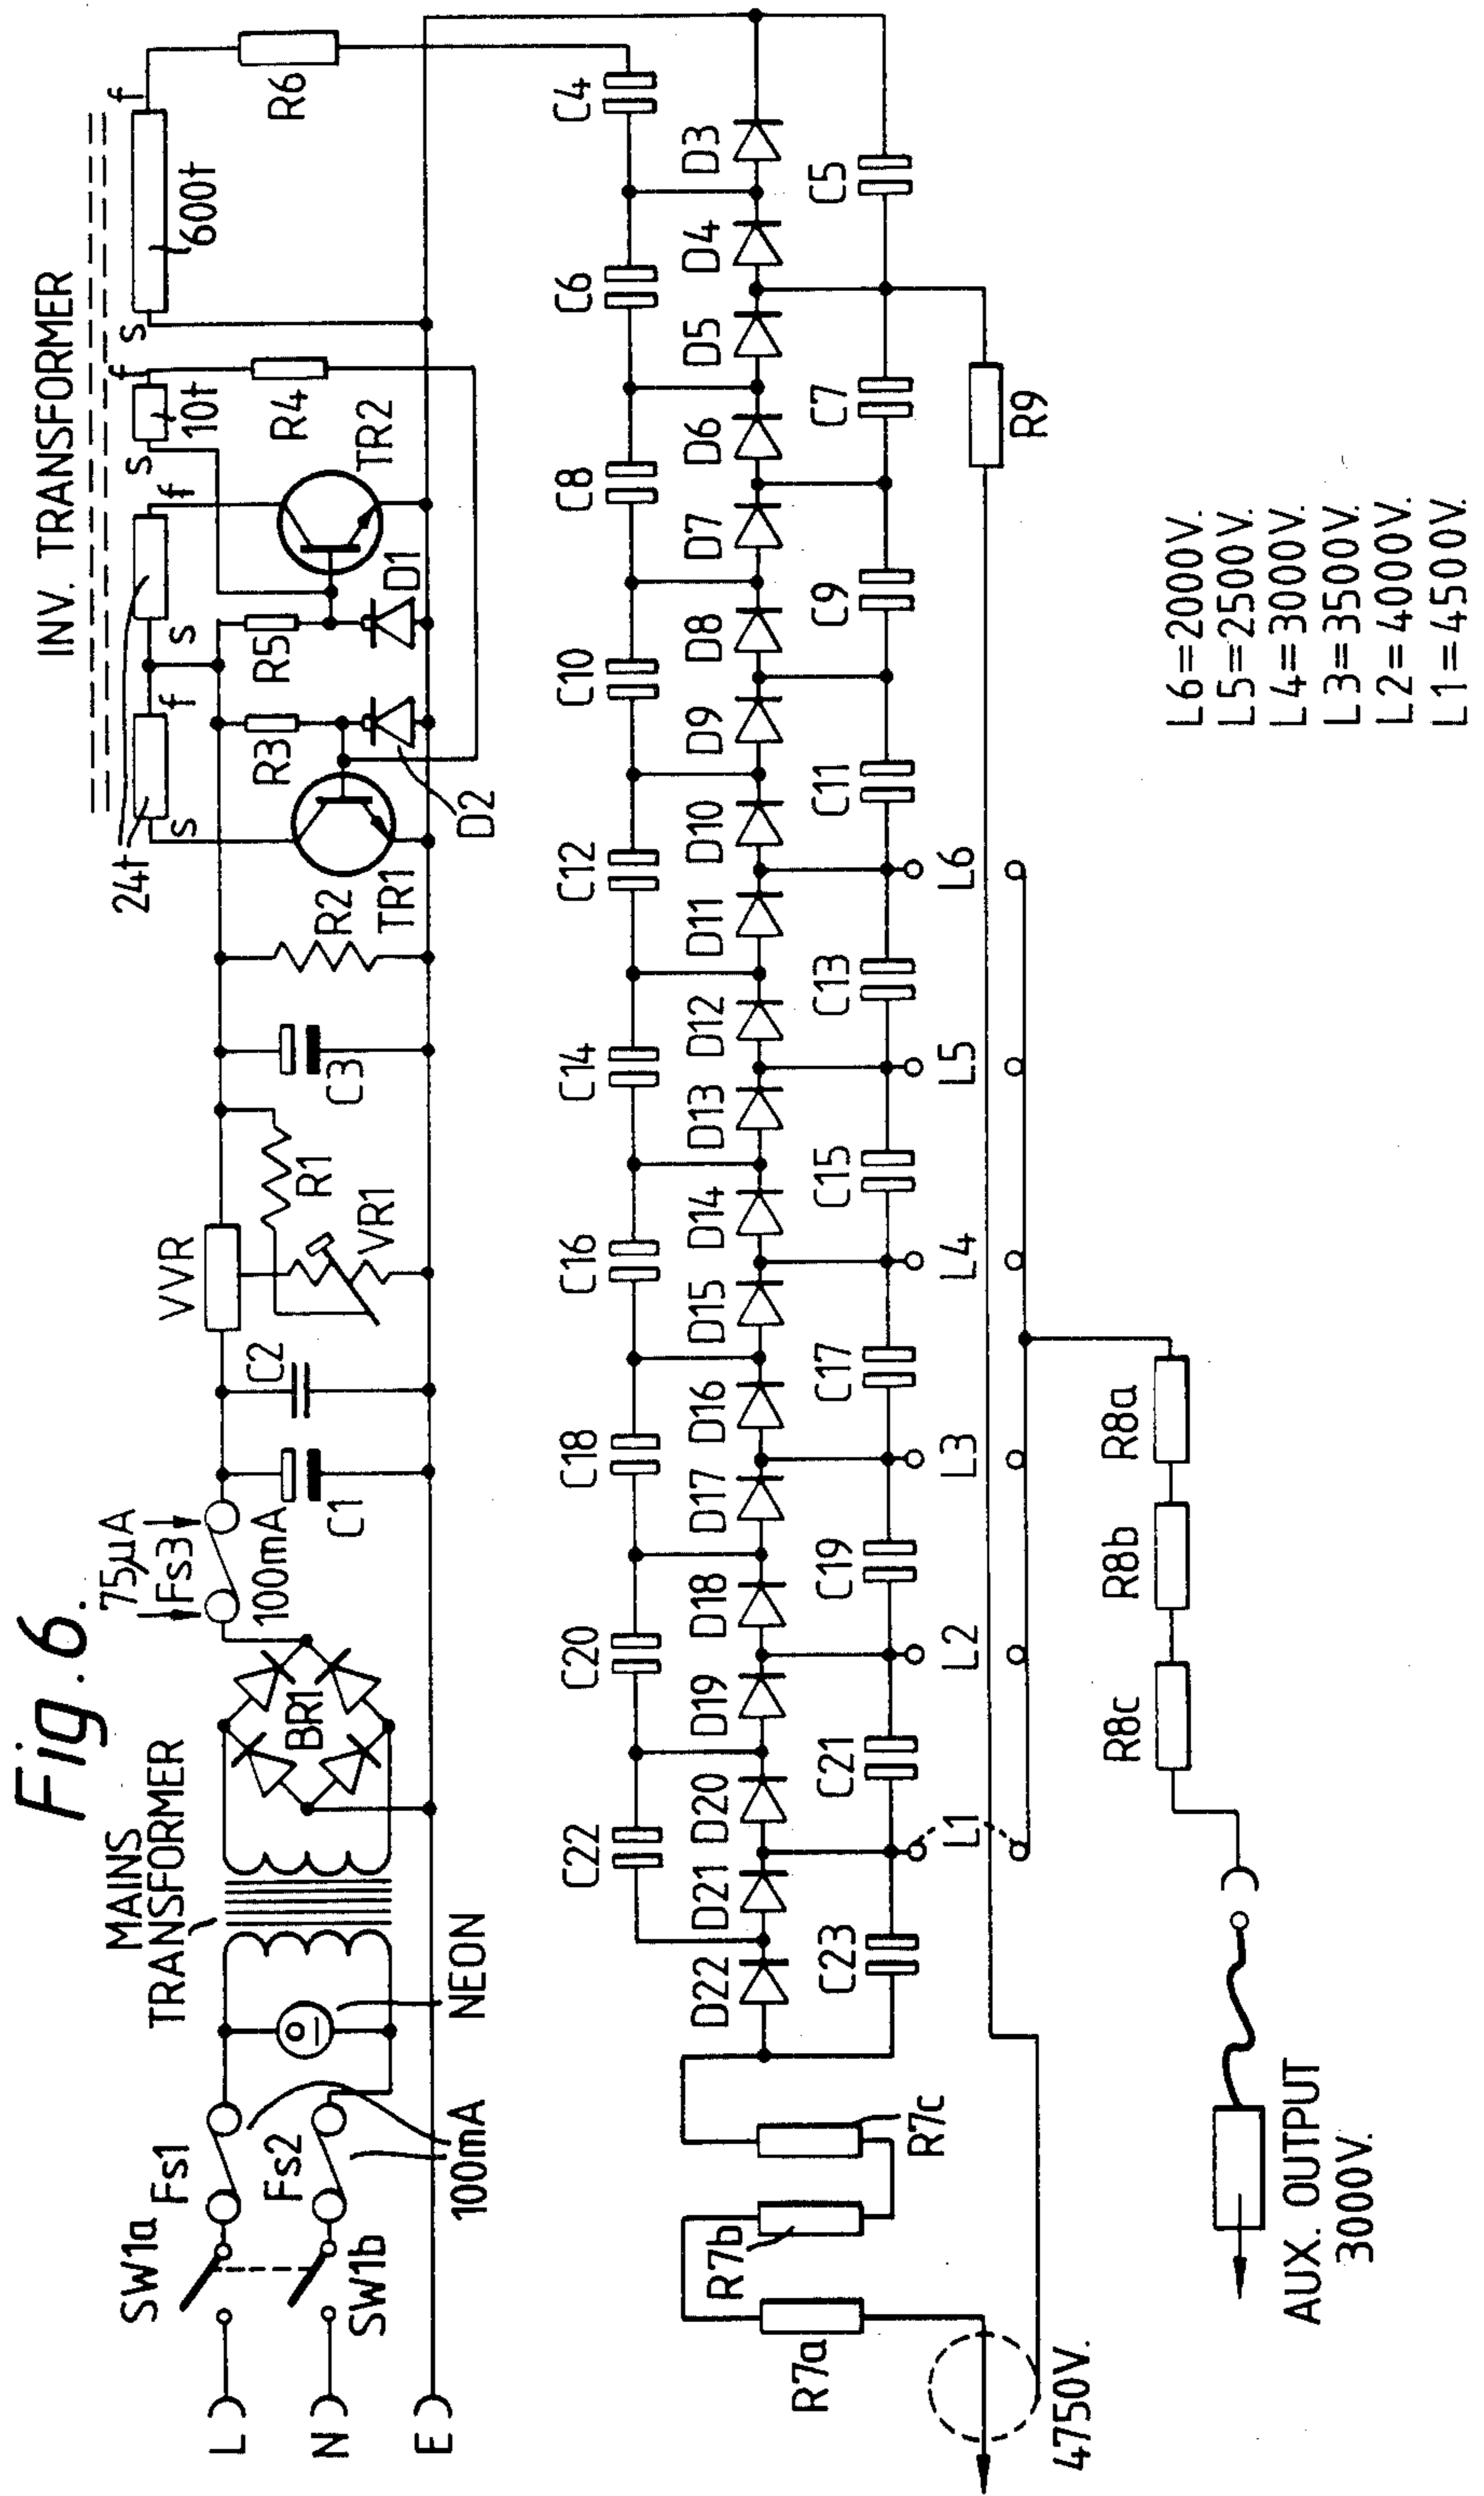 Fig. 6.
L
N
E
SW1a
SW1b
Fs1
Fs2
100mA
NEON
MAINS
TRANSFORMER
BR1
75µA
Fs3
100mA
C1
C2
VVR
R1
VR1
C3
R2
TR1
D2
24t
R3
R5
D1
TR2
s
f
s
f
s
f
10t
R4
INV. TRANSFORMER
s
f
600t
R6
C22
C20
C18
C16
C14
C12
C10
C8
C6
C4
D22
D21
D20
D19
D18
D17
D16
D15
D14
D13
D12
D11
D10
D9
D8
D7
D6
D5
D4
D3
C23
C21
C19
C17
C15
C13
C11
C9
C7
C5
R7a
R7b
R7c
L1
L2
L3
L4
L5
L6
R9
4750V.
R8c
R8b
R8a
AUX. OUTPUT
3000V.
L6=2000V.
L5=2500V.
L4=3000V.
L3=3500V.
L2=4000V.
L1=4500V.